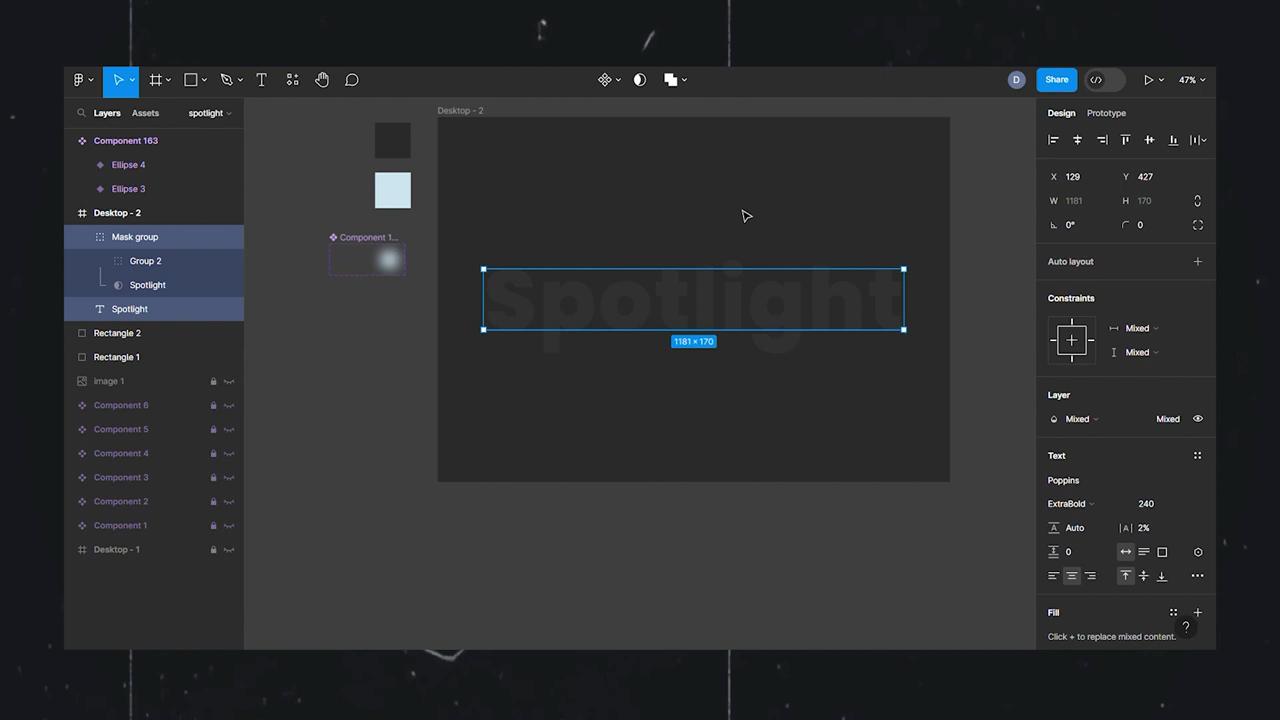 D
Share
47%
Layers
Assets
spotlight
Component 163
Ellipse 4
Ellipse 3
Desktop - 2
Mask group
Group 2
Spotlight
Spotlight
Rectangle 2
Rectangle 1
Image 1
Component 6
Component 5
Component 4
Component 3
Component 2
Component 1
Desktop - 1
Desktop - 2
Component 1...
Spotlight
1181 × 170
Design
Prototype
X 129
Y 427
W 1181
H 170
0°
0
Auto layout
Constraints
Mixed
Mixed
Layer
Mixed
Mixed
Text
Poppins
ExtraBold
240
Auto
|A| 2%
0
Fill
Click + to replace mixed content.
?